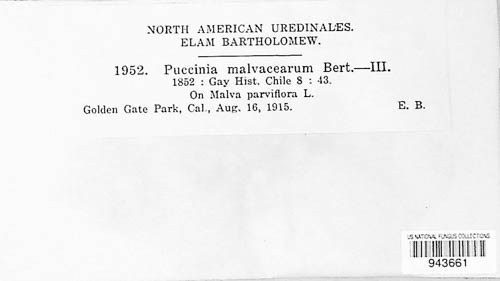 NORTH AMERICAN UREDINALES.
ELAM BARTHOLOMEW.
1952. Puccinia malvacearum Bert.—III.
1852 : Gay Hist. Chile 8 : 43.
On Malva parviflora L.
Golden Gate Park, Cal., Aug. 16, 1915. E. B.
US NATIONAL FUNGUS COLLECTIONS
943661